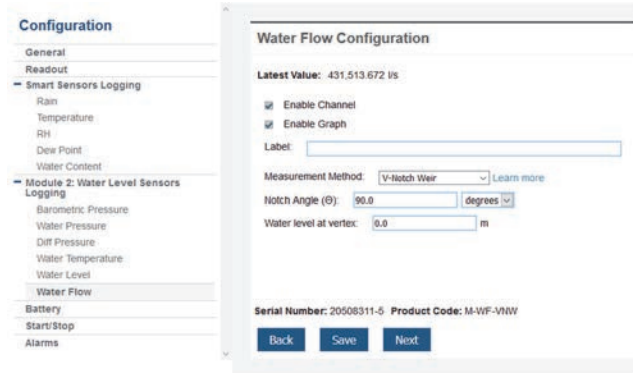 Configuration
General
Readout
Smart Sensors Logging
Rain
Temperature
RH
Dew Point
Water Content
Module 2: Water Level Sensors
Logging
Barometric Pressure
Water Pressure
Diff Pressure
Water Temperature
Water Level
Water Flow
Battery
Start/Stop
Alarms
Water Flow Configuration
Latest Value: 431,513.672 l/s
Enable Channel
Enable Graph
Label:
Measurement Method: V-Notch Weir Learn more
Notch Angle (Θ): 90.0 degrees
Water level at vertex: 0.0 m
Serial Number: 20508311-5 Product Code: M-WF-VNW
Back Save Next